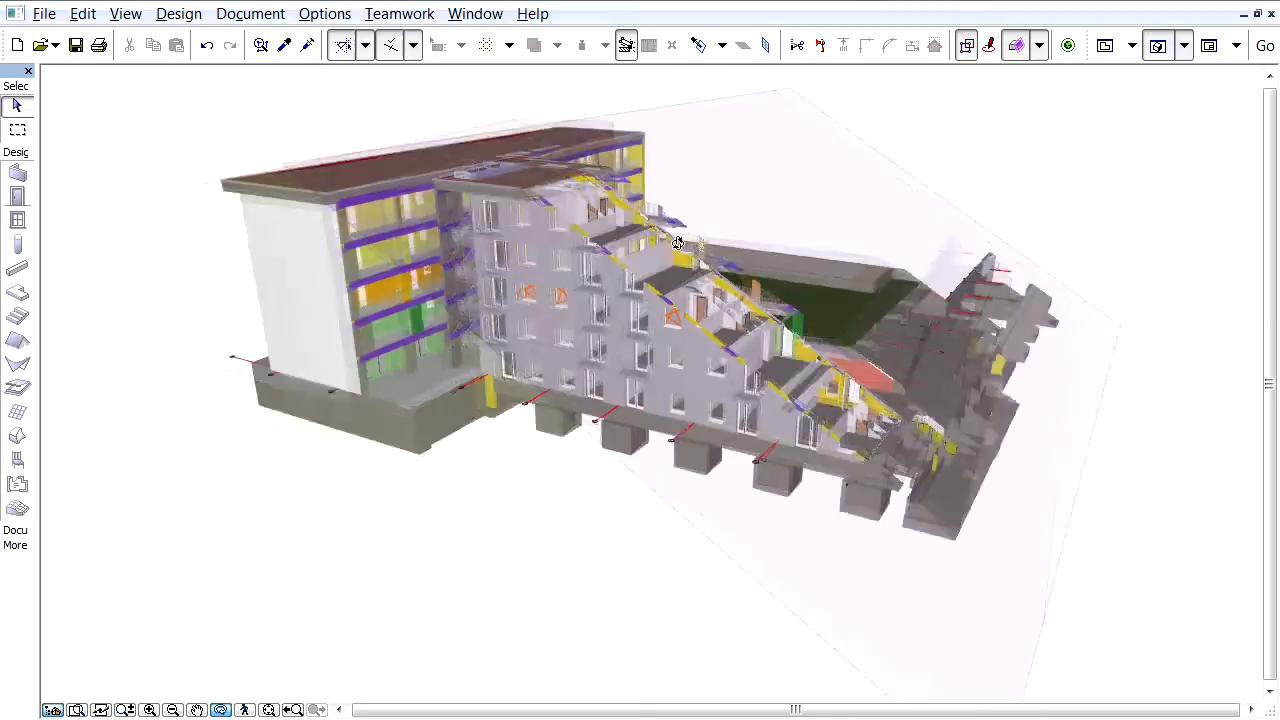 File Edit View Design Document Options Teamwork Window Help
Go
Selec
Desig
Docu
More